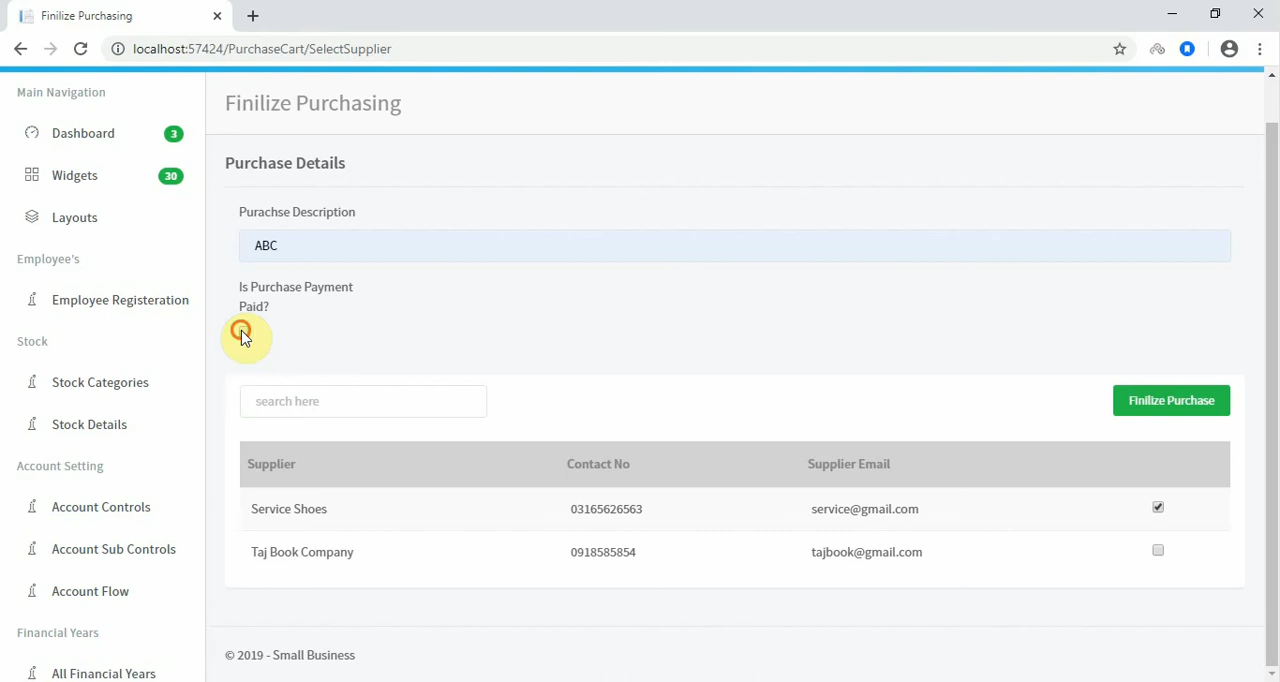 Finilize Purchasing
localhost:57424/PurchaseCart/SelectSupplier
Main Navigation
Dashboard 3
Widgets 30
Layouts
Employee's
Employee Registeration
Stock
Stock Categories
Stock Details
Account Setting
Account Controls
Account Sub Controls
Account Flow
Financial Years
All Financial Years
Finilize Purchasing
Purchase Details
Purachse Description
ABC
Is Purchase Payment
Paid?
search here
Finilize Purchase
Supplier Contact No Supplier Email
Service Shoes 03165626563 service@gmail.com
Taj Book Company 0918585854 tajbook@gmail.com
© 2019 - Small Business